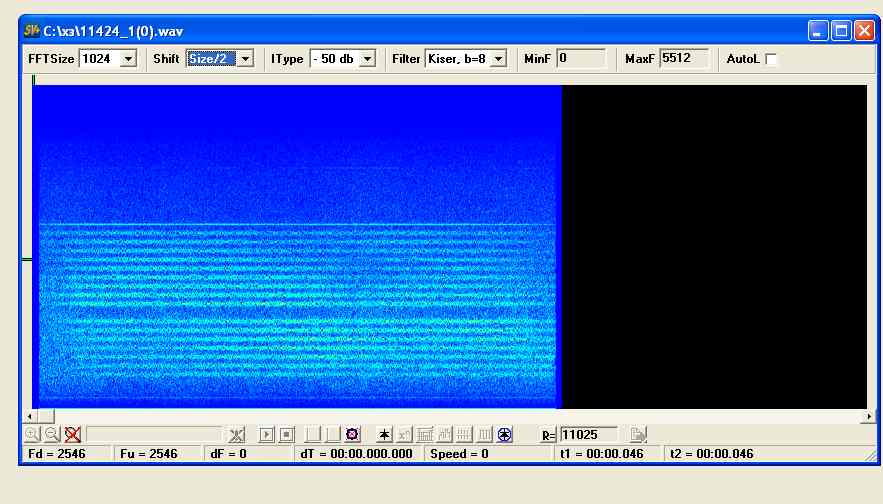 SV+ C:\хз\11424_1(0).wav
FFTSize 1024 Shift Size/2 IType - 50 db Filter Kiser, b=8 MinF 0 MaxF 5512 AutoL
R= 11025
Fd = 2546 Fu = 2546 dF = 0 dT = 00:00.000.000 Speed = 0 t1 = 00:00.046 t2 = 00:00.046